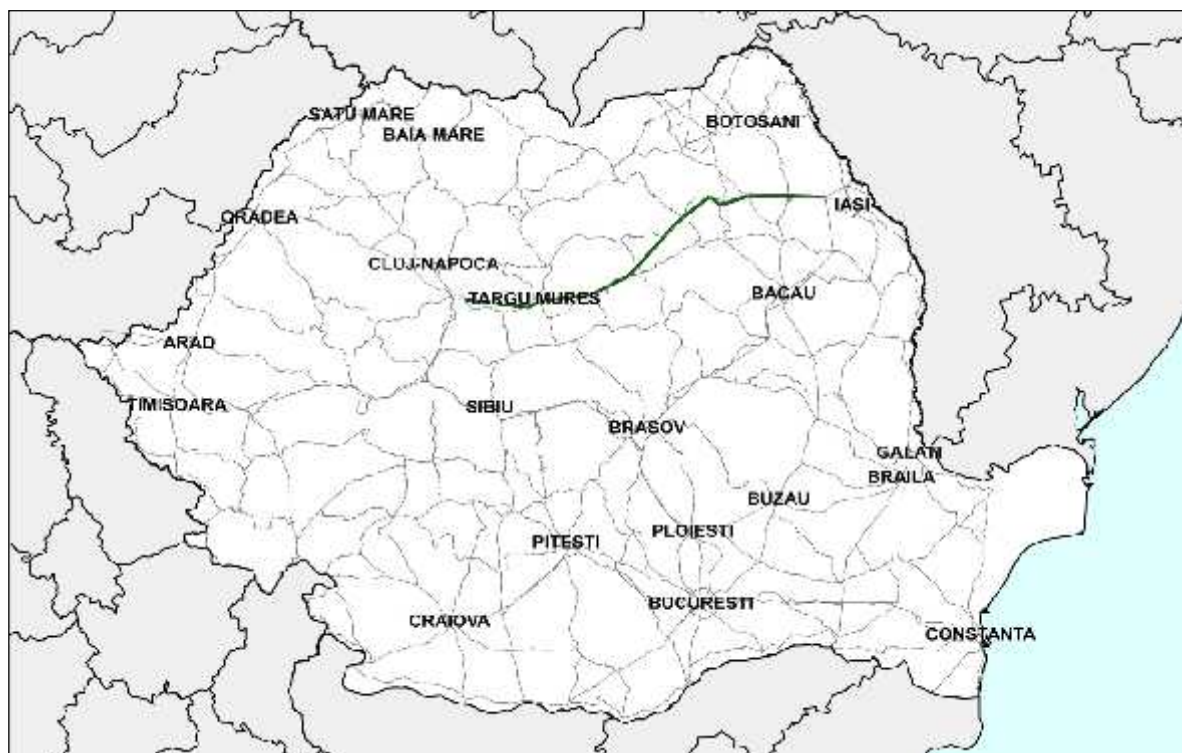 SATU MARE
BAIA MARE
BOTOSANI
ORADEA
IASI
CLUJ-NAPOCA
TARGU MURES
BACAU
ARAD
TIMISOARA
SIBIU
BRASOV
GALATI
BRAILA
BUZAU
PLOIESTI
PITESTI
BUCURESTI
CRAIOVA
CONSTANTA